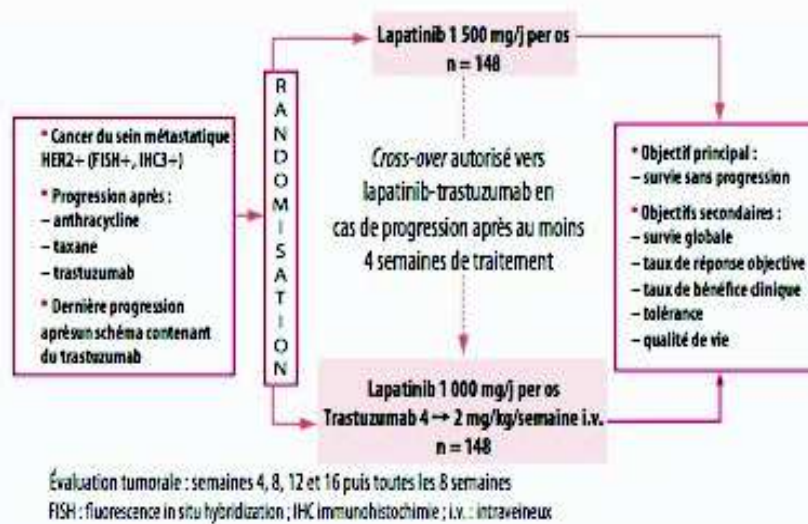 Lapatinib 1 500 mg/j per os
n = 148
RANDOMISATION
* Cancer du sein métastatique
HER2+ (FISH+, IHC3+)
* Progression après :
– anthracycline
– taxane
– trastuzumab
* Dernière progression
aprèsun schéma contenant
du trastuzumab
Cross-over autorisé vers
lapatinib-trastuzumab en
cas de progression après au moins
4 semaines de traitement
* Objectif principal :
– survie sans progression
* Objectifs secondaires :
– survie globale
– taux de réponse objective
– taux de bénéfice clinique
– tolérance
– qualité de vie
Lapatinib 1 000 mg/j per os
Trastuzumab 4 → 2 mg/kg/semaine i.v.
n = 148
Évaluation tumorale : semaines 4, 8, 12 et 16 puis toutes les 8 semaines
FISH : fluorescence in situ hybridization ; IHC immunohistochimie ; i.v. : intraveineux